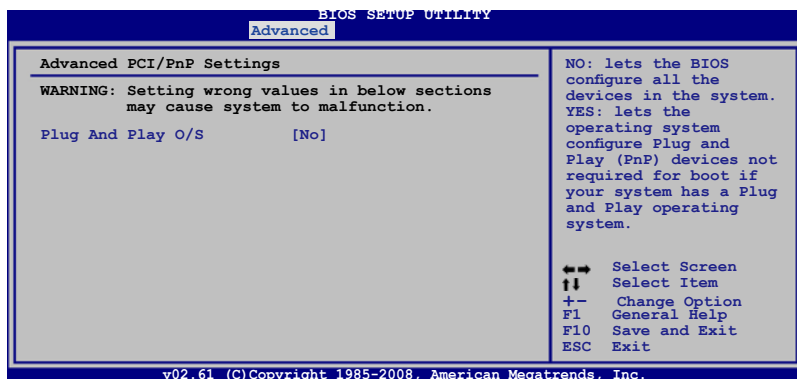 BIOS SETUP UTILITY
Advanced
Advanced PCI/PnP Settings
WARNING: Setting wrong values in below sections
may cause system to malfunction.
Plug And Play O/S [No]
NO: lets the BIOS
configure all the
devices in the system.
YES: lets the
operating system
configure Plug and
Play (PnP) devices not
required for boot if
your system has a Plug
and Play operating
system.
←→ Select Screen
↑↓ Select Item
+- Change Option
F1 General Help
F10 Save and Exit
ESC Exit
v02.61 (C)Copyright 1985-2008, American Megatrends, Inc.